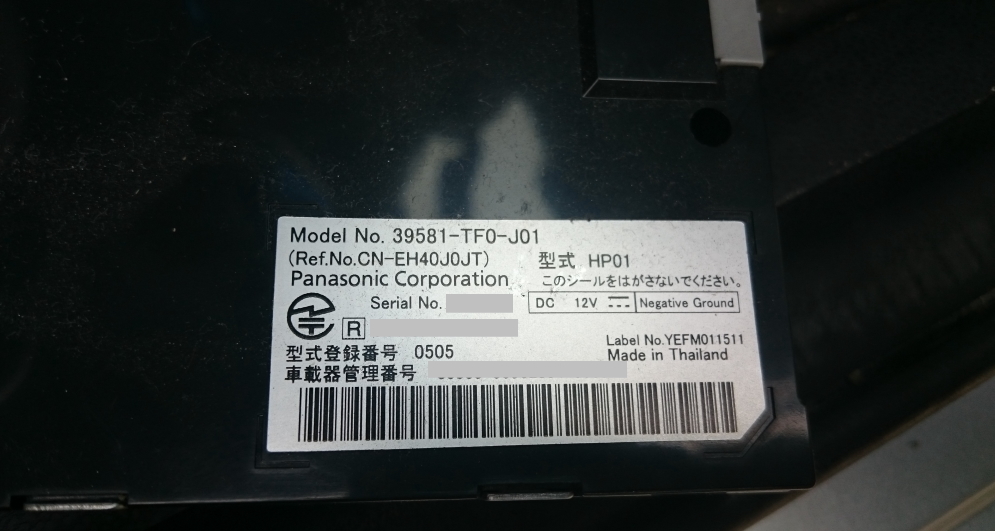 Model No. 39581-TF0-J01
(Ref.No.CN-EH40J0JT) 型式 HP01
Panasonic Corporation このシールをはがさないでください。
Serial No. DC 12V Negative Ground
R
型式登録番号 0505 Label No.YEFM011511
車載器管理番号 Made in Thailand